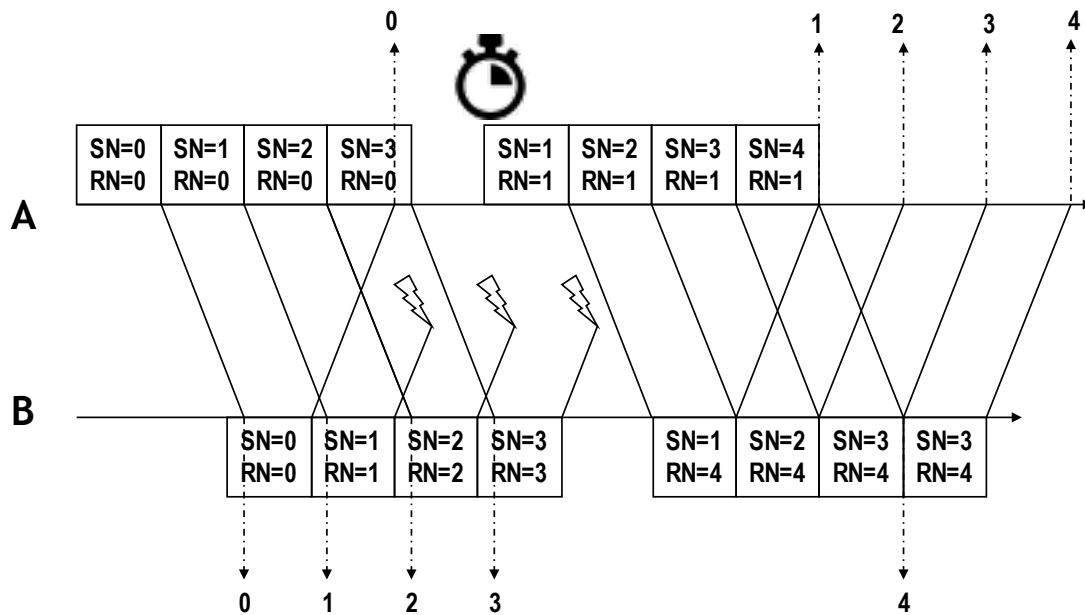 0
1
2
3
4
SN=0
RN=0
SN=1
RN=0
SN=2
RN=0
SN=3
RN=0
SN=1
RN=1
SN=2
RN=1
SN=3
RN=1
SN=4
RN=1
A
B
SN=0
RN=0
SN=1
RN=1
SN=2
RN=2
SN=3
RN=3
SN=1
RN=4
SN=2
RN=4
SN=3
RN=4
SN=3
RN=4
0
1
2
3
4